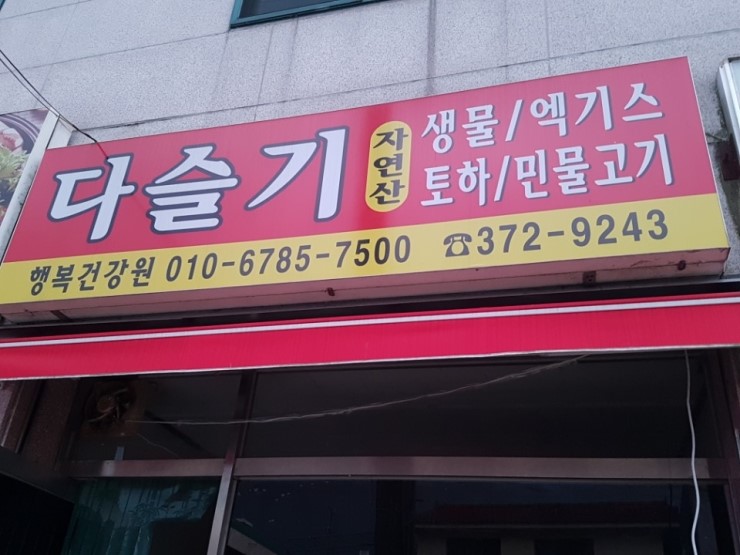 다슬기
자연산
생물/엑기스
토하/민물고기
행복건강원 010-6785-7500 ☎372-9243